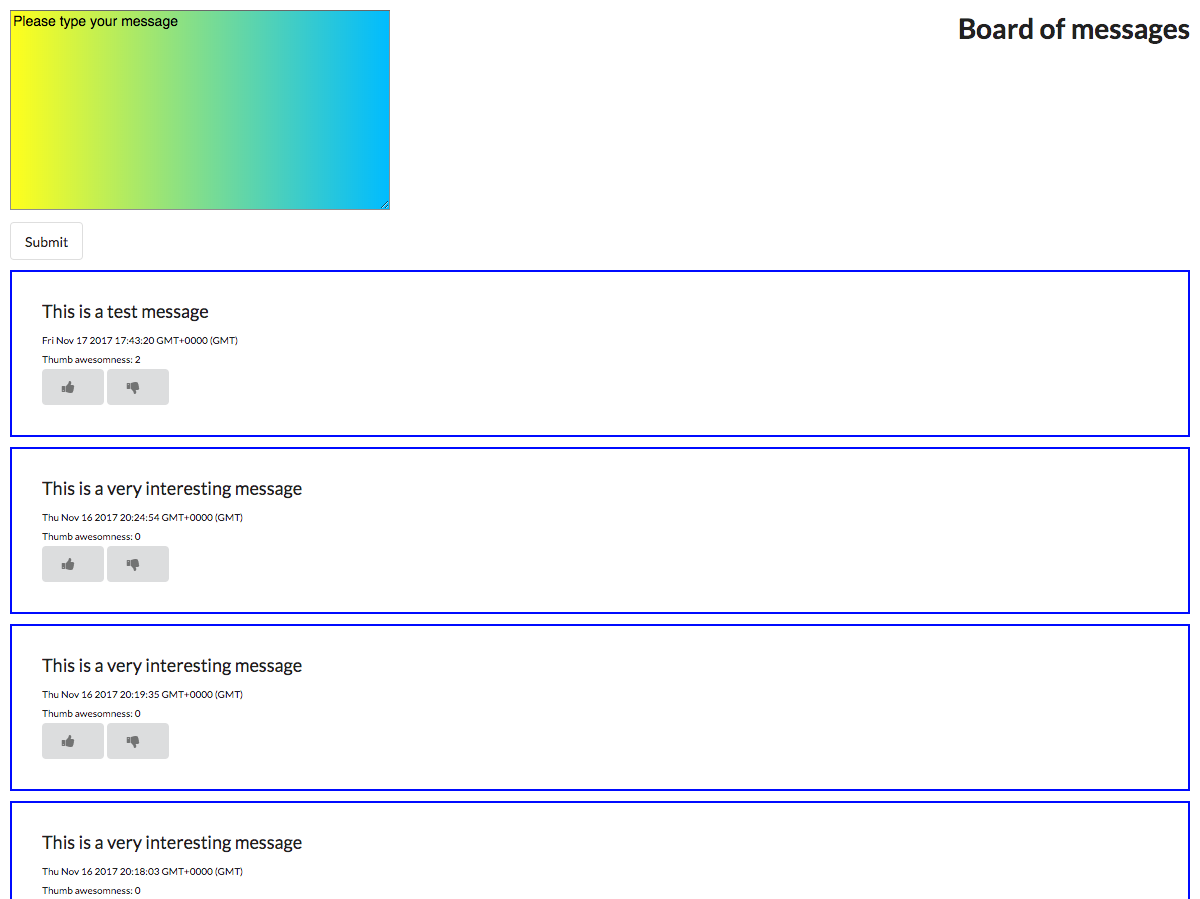 Please type your message
Board of messages
Submit
This is a test message
Fri Nov 17 2017 17:43:20 GMT+0000 (GMT)
Thumb awesomness: 2
This is a very interesting message
Thu Nov 16 2017 20:24:54 GMT+0000 (GMT)
Thumb awesomness: 0
This is a very interesting message
Thu Nov 16 2017 20:19:35 GMT+0000 (GMT)
Thumb awesomness: 0
This is a very interesting message
Thu Nov 16 2017 20:18:03 GMT+0000 (GMT)
Thumb awesomness: 0